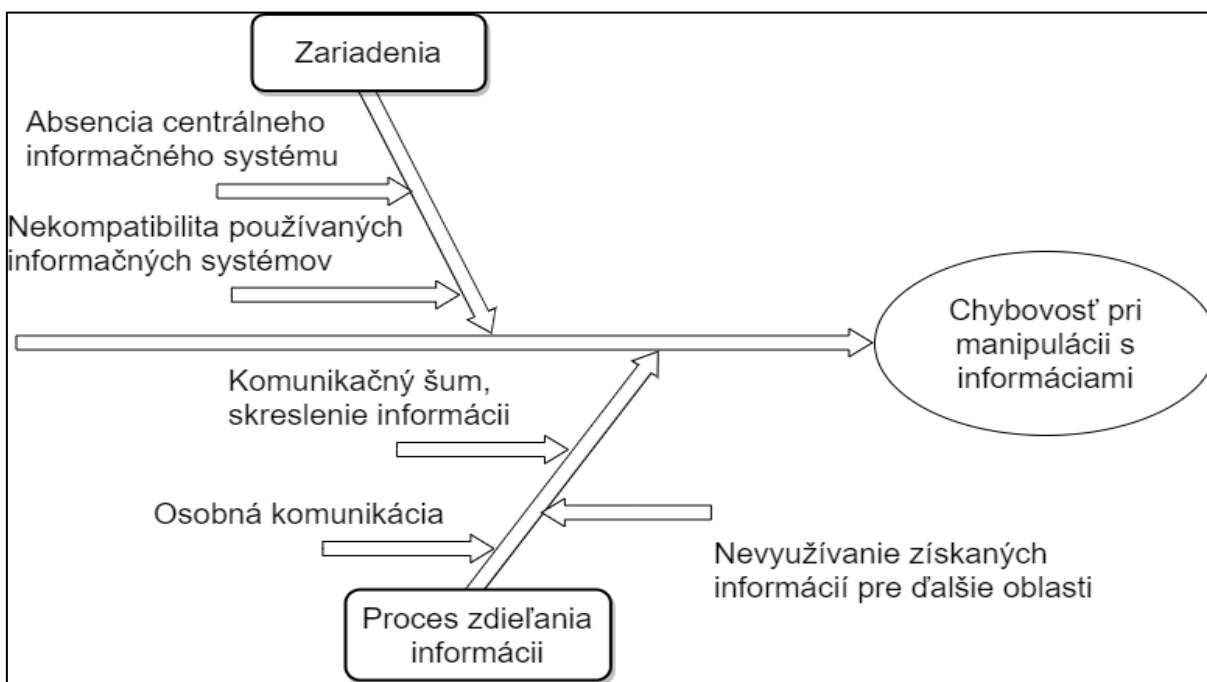 Zariadenia
Absencia centrálneho
informačného systému
Nekompatibilita používaných
informačných systémov
Chybovosť pri
manipulácii s
informáciami
Komunikačný šum,
skreslenie informácii
Osobná komunikácia
Nevyužívanie získaných
informácií pre ďalšie oblasti
Proces zdieľania
informácii